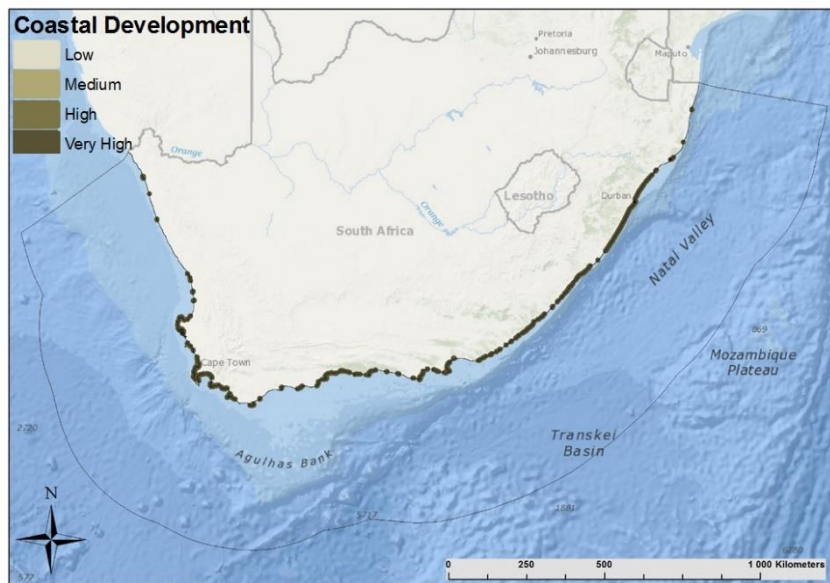 Coastal Development
Low
Medium
High
Very High
Pretoria
Johannesburg
Maputo
Orange
Lesotho
Durban
Orange
South Africa
Natal Valley
Cape Town
869
Mozambique
Plateau
2720
Transkei
Basin
Agulhas Bank
N
5717
1881
0
250
500
1 000 Kilometers
572